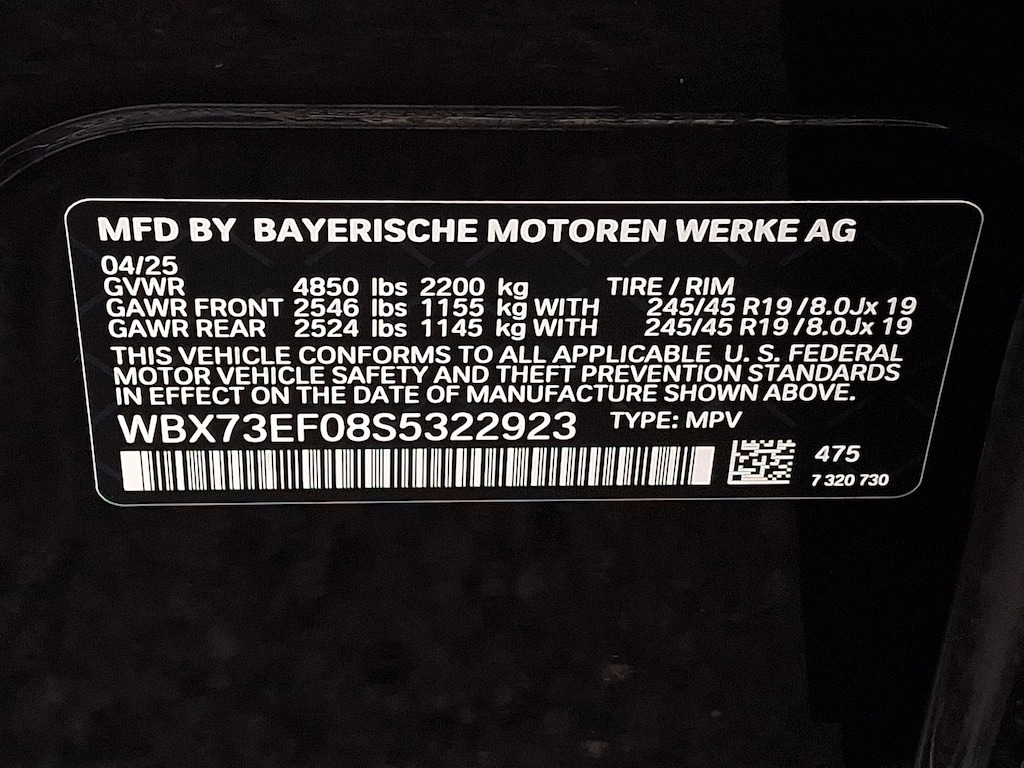 MFD BY BAYERISCHE MOTOREN WERKE AG
04/25
GVWR 4850 lbs 2200 kg TIRE / RIM
GAWR FRONT 2546 lbs 1155 kg WITH 245/45 R19 / 8.0Jx 19
GAWR REAR 2524 lbs 1145 kg WITH 245/45 R19 / 8.0Jx 19
THIS VEHICLE CONFORMS TO ALL APPLICABLE U. S. FEDERAL
MOTOR VEHICLE SAFETY AND THEFT PREVENTION STANDARDS
IN EFFECT ON THE DATE OF MANUFACTURE SHOWN ABOVE.
WBX73EF08S5322923 TYPE: MPV
475
7 320 730